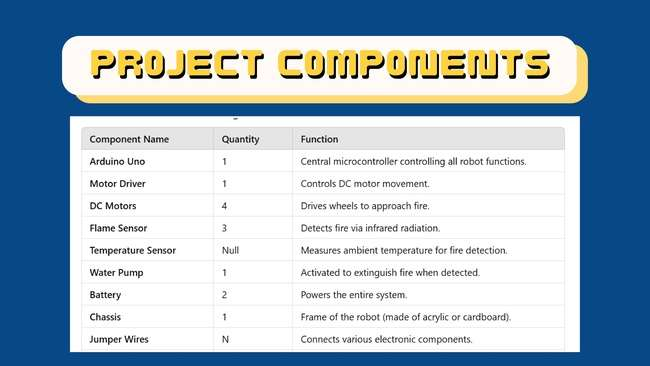 PROJECT COMPONENTS
Component Name Quantity Function
Arduino Uno 1 Central microcontroller controlling all robot functions.
Motor Driver 1 Controls DC motor movement.
DC Motors 4 Drives wheels to approach fire.
Flame Sensor 3 Detects fire via infrared radiation.
Temperature Sensor Null Measures ambient temperature for fire detection.
Water Pump 1 Activated to extinguish fire when detected.
Battery 2 Powers the entire system.
Chassis 1 Frame of the robot (made of acrylic or cardboard).
Jumper Wires N Connects various electronic components.